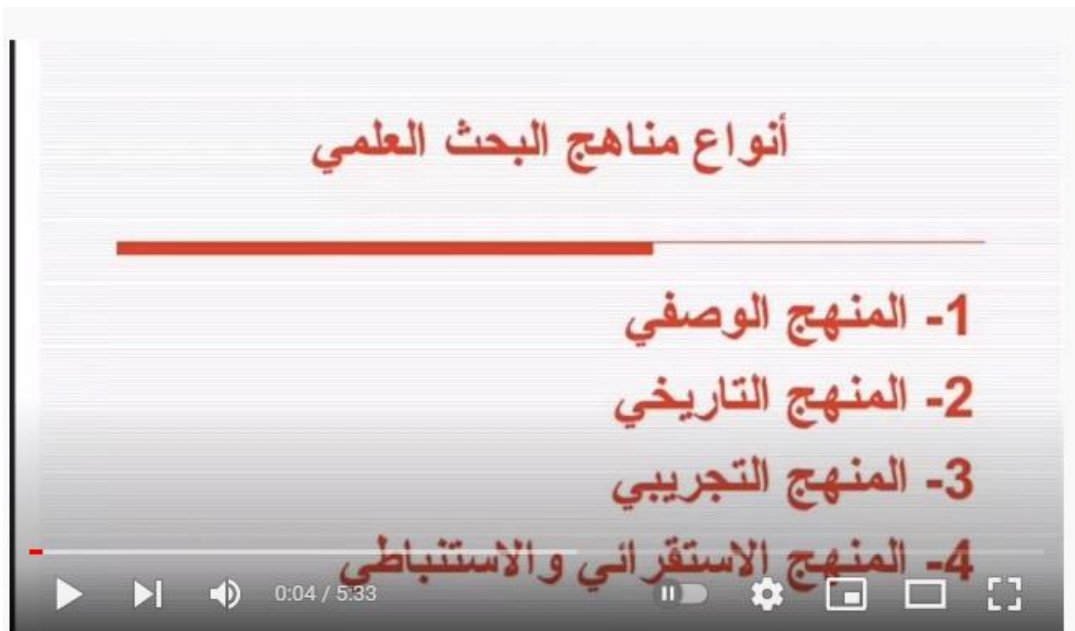 أنواع مناهج البحث العلمي
1- المنهج الوصفي
2- المنهج التاريخي
3- المنهج التجريبي
4- المنهج الاستقرائي والاستنباطي
0:04 / 5:33